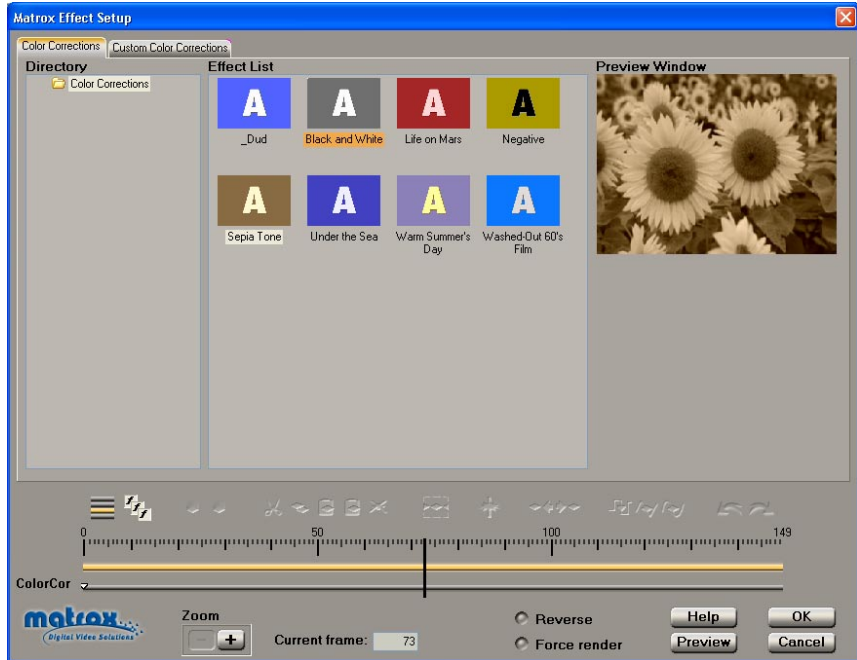 Matrox Effect Setup
Color Corrections
Custom Color Corrections
Directory
Effect List
Preview Window
Color Corrections
A
A
A
A
_Dud
Black and White
Life on Mars
Negative
A
A
A
A
Sepia Tone
Under the Sea
Warm Summer's
Day
Washed-Out 60's
Film
0
50
100
149
ColorCor
matrox
Digital Video Solutions
Zoom
- +
Current frame: 73
Reverse
Force render
Help
OK
Preview
Cancel